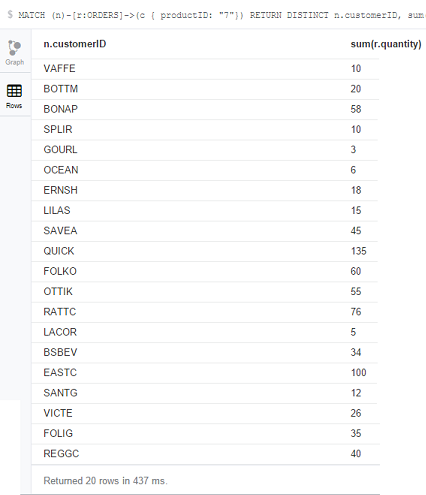 $ MATCH (n)-[r:ORDERS]->(c { productID: "7"}) RETURN DISTINCT n.customerID, sum
Graph
Rows
n.customerID sum(r.quantity)
VAFFE 10
BOTTM 20
BONAP 58
SPLIR 10
GOURL 3
OCEAN 6
ERNSH 18
LILAS 15
SAVEA 45
QUICK 135
FOLKO 60
OTTIK 55
RATTC 76
LACOR 5
BSBEV 34
EASTC 100
SANTG 12
VICTE 26
FOLIG 35
REGGC 40
Returned 20 rows in 437 ms.